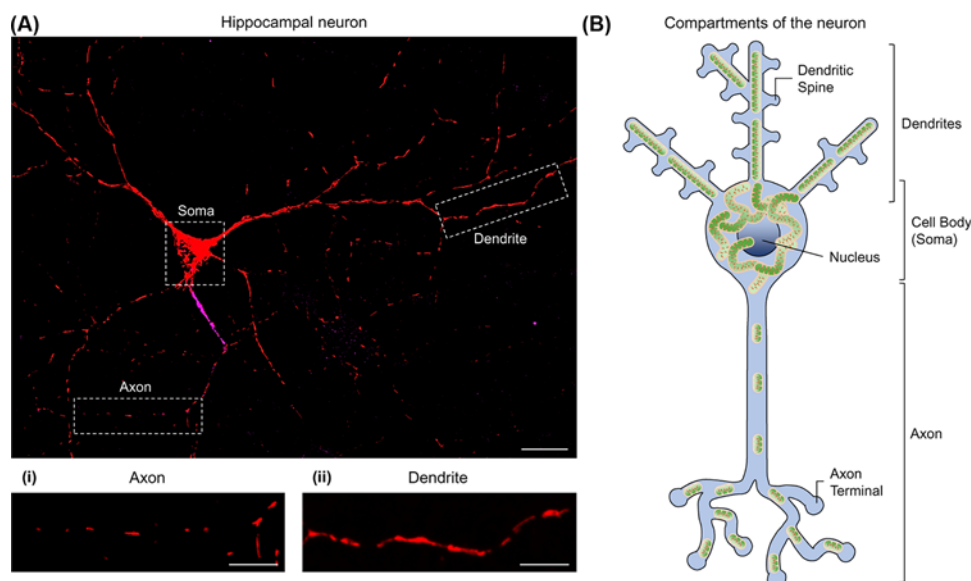 (A)
Hippocampal neuron
Soma
Dendrite
Axon
(i)
Axon
(ii)
Dendrite
(B)
Compartments of the neuron
Dendritic
Spine
Dendrites
Cell Body
(Soma)
Nucleus
Axon
Axon
Terminal